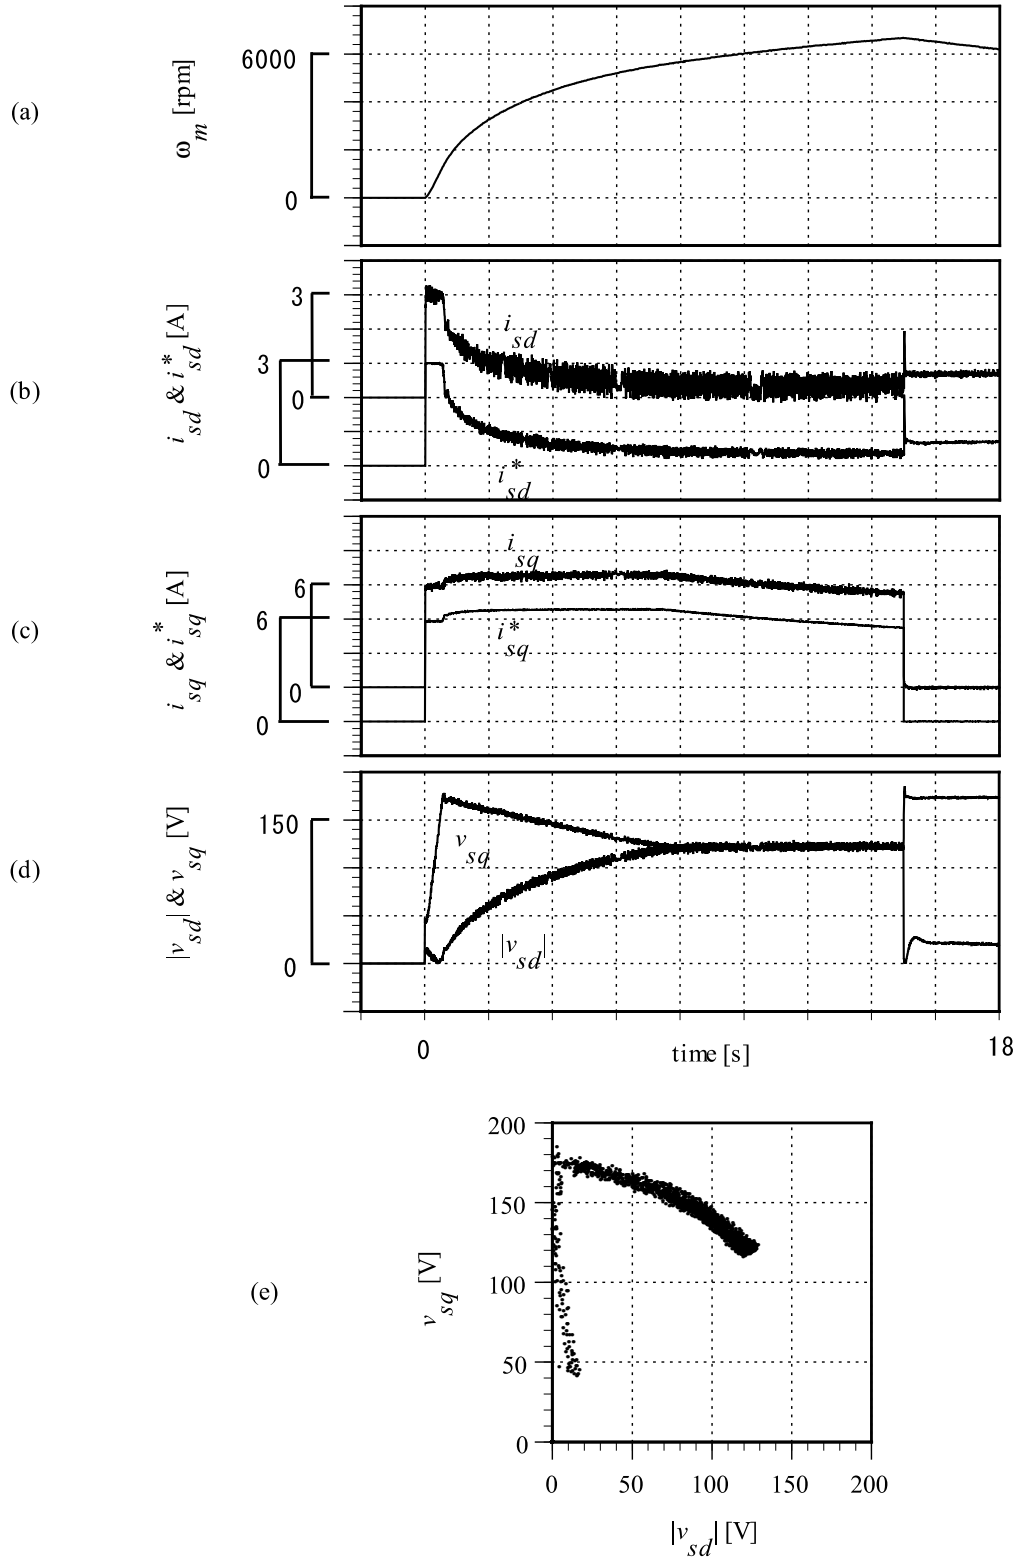 (a)
ω_m [rpm]
6000
0
(b)
i_sd & i*_sd [A]
3
3
0
0
i_sd
i*_sd
(c)
i_sq & i*_sq [A]
6
6
0
0
i_sq
i*_sq
(d)
|v_sd| & v_sq [V]
150
0
v_sq
|v_sd|
0
time [s]
18
(e)
v_sq [V]
200
150
100
50
0
0 50 100 150 200
|v_sd| [V]